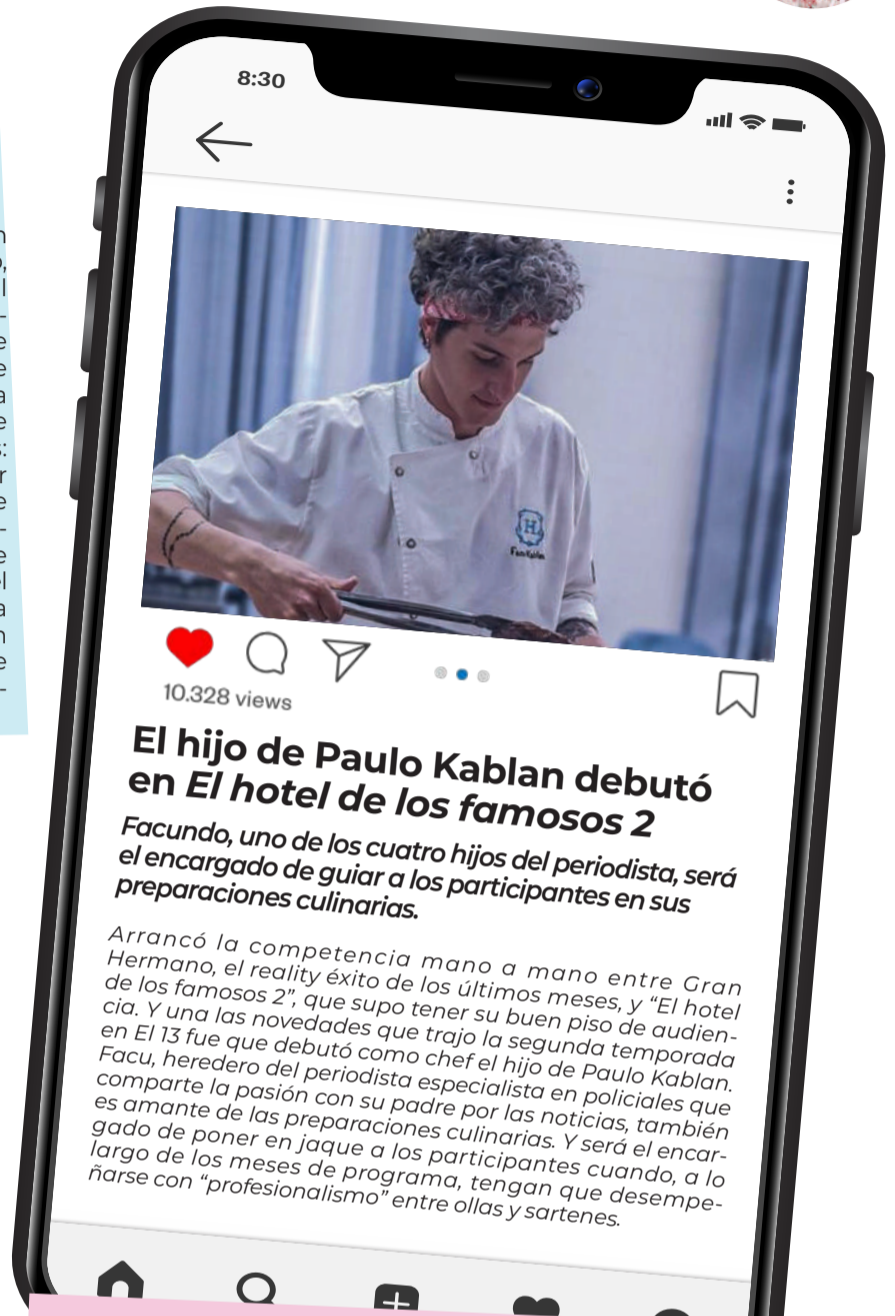 8:30
10.328 views
El hijo de Paulo Kablan debutó
en El hotel de los famosos 2
Facundo, uno de los cuatro hijos del periodista, será
el encargado de guiar a los participantes en sus
preparaciones culinarias.
Arrancó la competencia mano a mano entre Gran
Hermano, el reality éxito de los últimos meses, y “El hotel
de los famosos 2”, que supo tener su buen piso de audien-
cia. Y una las novedades que trajo la segunda temporada
en El 13 fue que debutó como chef el hijo de Paulo Kablan.
Facu, heredero del periodista especialista en policiales que
comparte la pasión con su padre por las noticias, también
es amante de las preparaciones culinarias. Y será el encar-
gado de poner en jaque a los participantes cuando, a lo
largo de los meses de programa, tengan que desempe-
ñarse con “profesionalismo” entre ollas y sartenes.